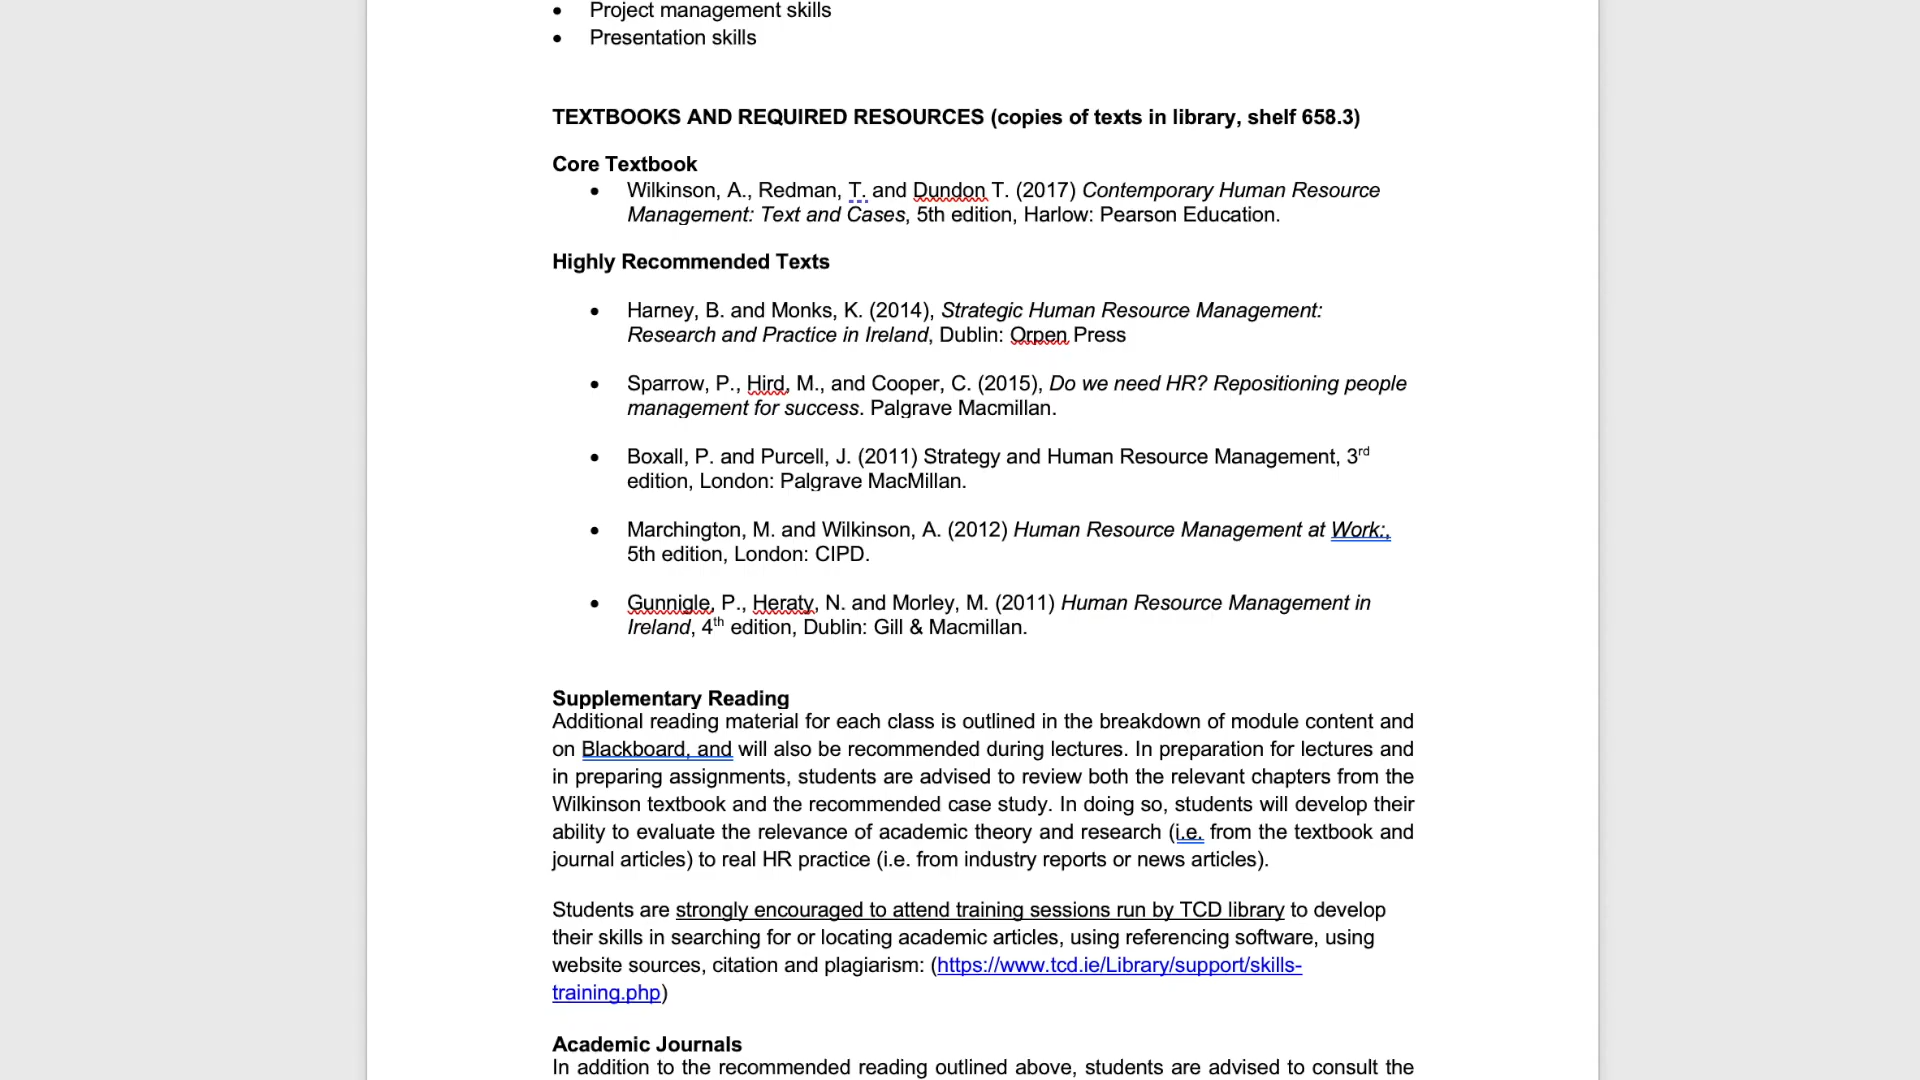 • Project management skills
• Presentation skills
TEXTBOOKS AND REQUIRED RESOURCES (copies of texts in library, shelf 658.3)
Core Textbook
• Wilkinson, A., Redman, T. and Dundon T. (2017) Contemporary Human Resource
Management: Text and Cases, 5th edition, Harlow: Pearson Education.
Highly Recommended Texts
• Harney, B. and Monks, K. (2014), Strategic Human Resource Management:
Research and Practice in Ireland, Dublin: Orpen Press
• Sparrow, P., Hird, M., and Cooper, C. (2015), Do we need HR? Repositioning people
management for success. Palgrave Macmillan.
• Boxall, P. and Purcell, J. (2011) Strategy and Human Resource Management, 3rd
edition, London: Palgrave MacMillan.
• Marchington, M. and Wilkinson, A. (2012) Human Resource Management at Work:,
5th edition, London: CIPD.
• Gunnigle, P., Heraty, N. and Morley, M. (2011) Human Resource Management in
Ireland, 4th edition, Dublin: Gill & Macmillan.
Supplementary Reading
Additional reading material for each class is outlined in the breakdown of module content and
on Blackboard, and will also be recommended during lectures. In preparation for lectures and
in preparing assignments, students are advised to review both the relevant chapters from the
Wilkinson textbook and the recommended case study. In doing so, students will develop their
ability to evaluate the relevance of academic theory and research (i.e. from the textbook and
journal articles) to real HR practice (i.e. from industry reports or news articles).
Students are strongly encouraged to attend training sessions run by TCD library to develop
their skills in searching for or locating academic articles, using referencing software, using
website sources, citation and plagiarism: (https://www.tcd.ie/Library/support/skills-
training.php)
Academic Journals
In addition to the recommended reading outlined above, students are advised to consult the